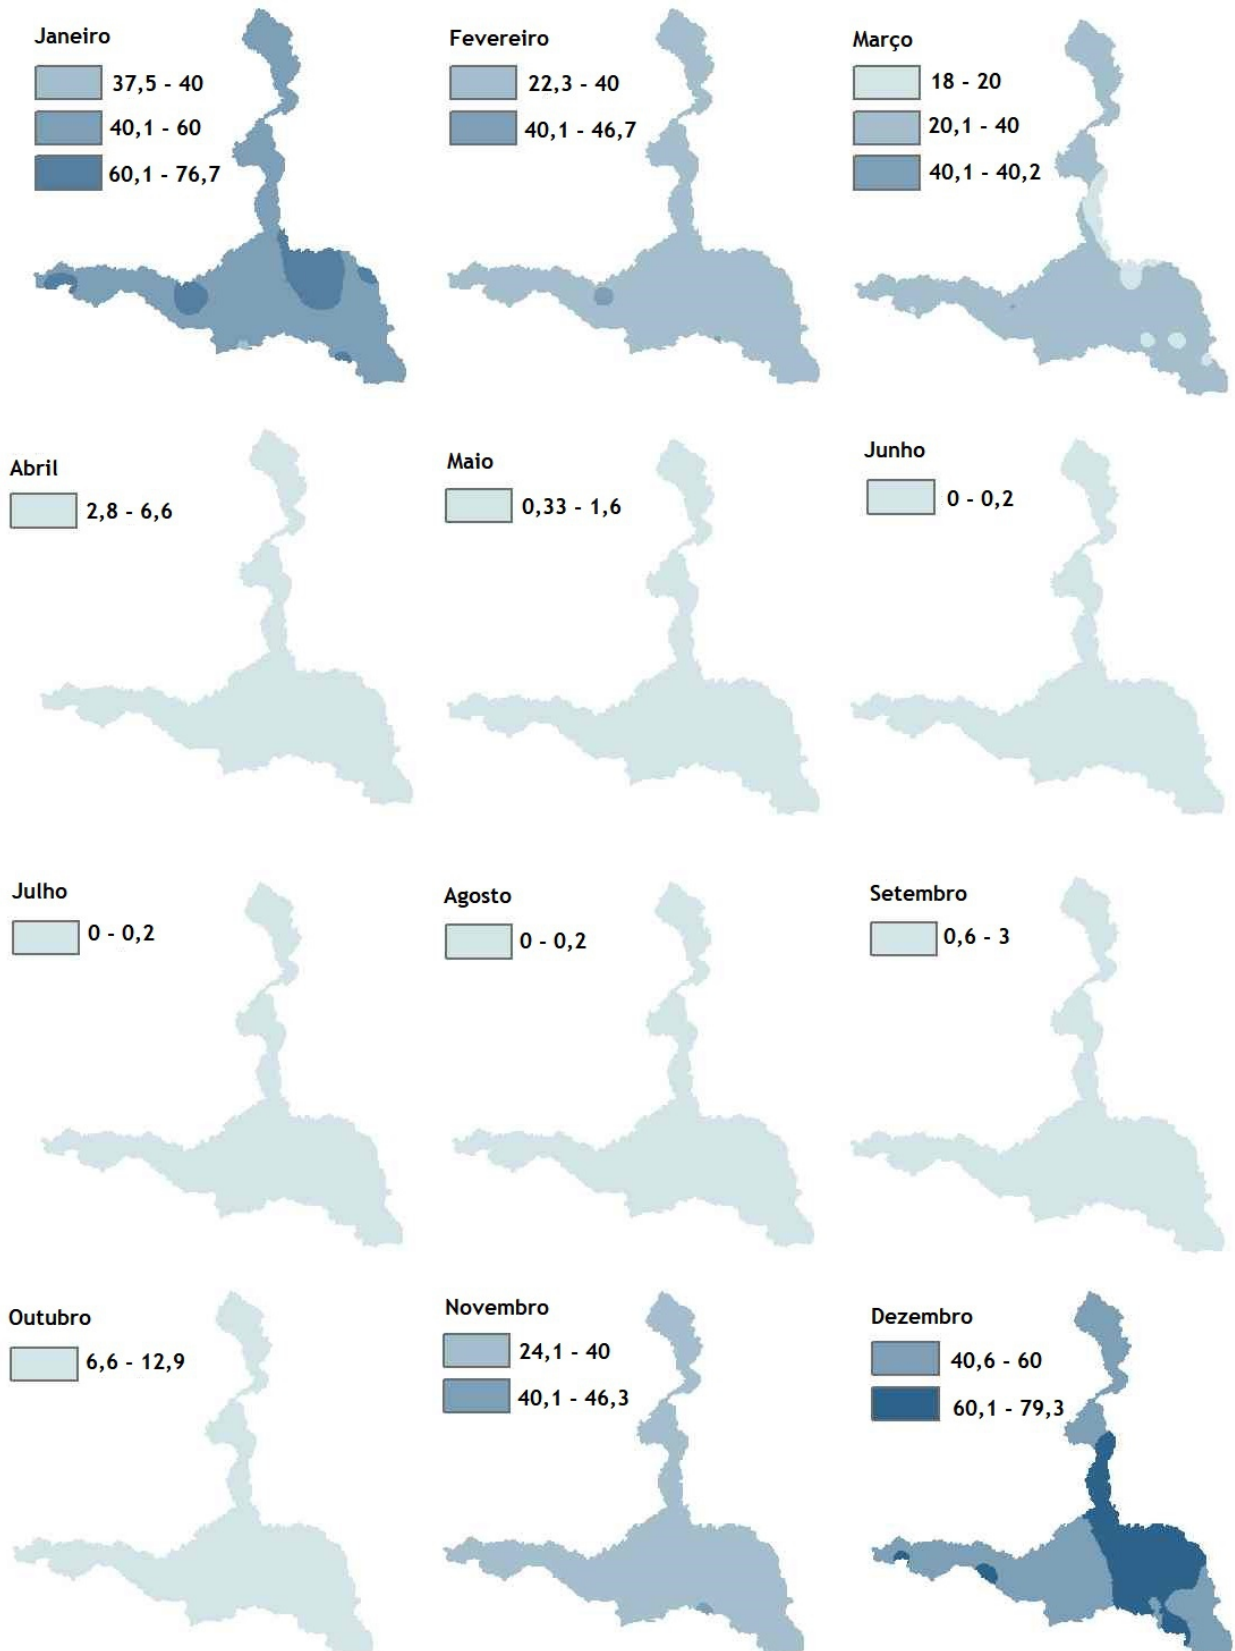 Janeiro
37,5 - 40
40,1 - 60
60,1 - 76,7
Fevereiro
22,3 - 40
40,1 - 46,7
Março
18 - 20
20,1 - 40
40,1 - 40,2
Abril
2,8 - 6,6
Maio
0,33 - 1,6
Junho
0 - 0,2
Julho
0 - 0,2
Agosto
0 - 0,2
Setembro
0,6 - 3
Outubro
6,6 - 12,9
Novembro
24,1 - 40
40,1 - 46,3
Dezembro
40,6 - 60
60,1 - 79,3